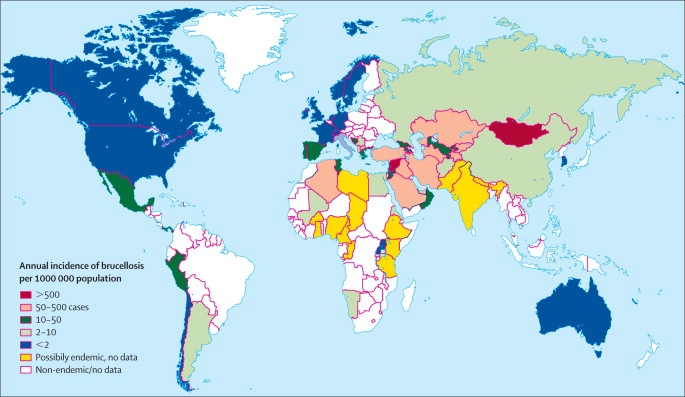 Annual incidence of brucellosis
per 1000 000 population
>500
50–500 cases
10–50
2–10
<2
Possibily endemic, no data
Non-endemic/no data